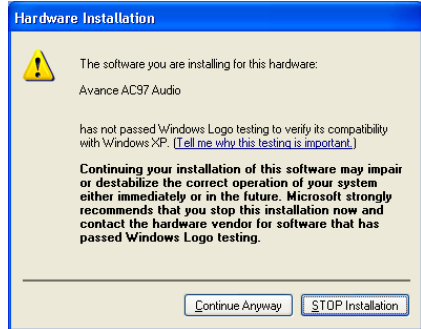 Hardware Installation
The software you are installing for this hardware:
Avance AC97 Audio
has not passed Windows Logo testing to verify its compatibility
with Windows XP. (Tell me why this testing is important.)
Continuing your installation of this software may impair
or destabilize the correct operation of your system
either immediately or in the future. Microsoft strongly
recommends that you stop this installation now and
contact the hardware vendor for software that has
passed Windows Logo testing.
Continue Anyway STOP Installation